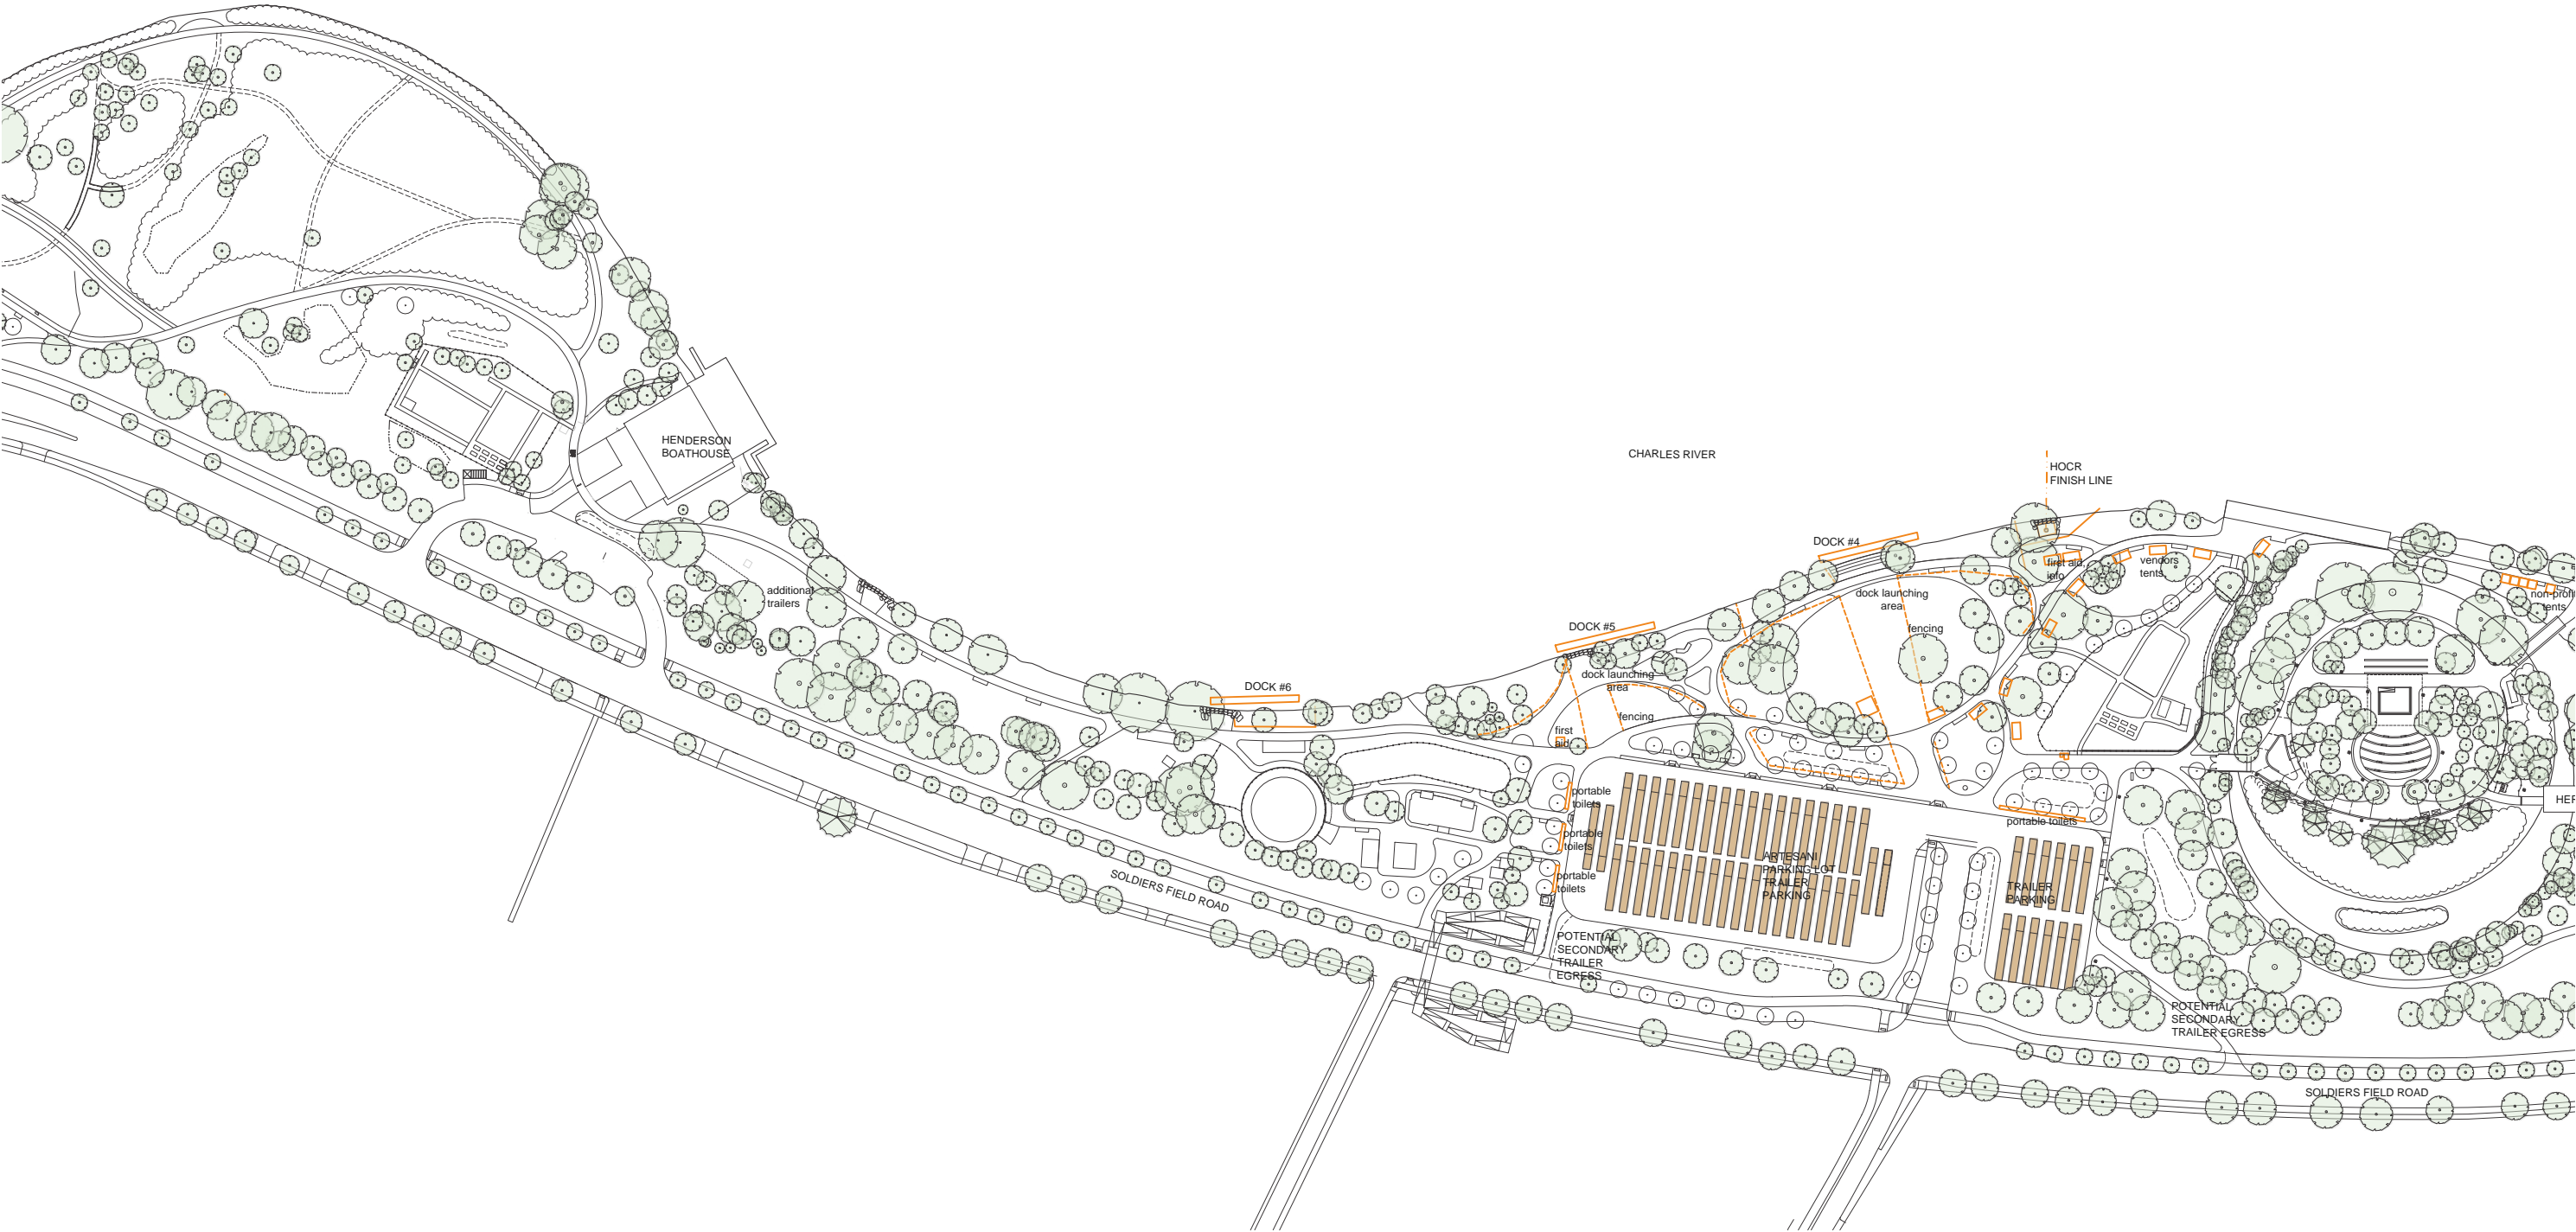 HENDERSON
BOATHOUSE
CHARLES RIVER
HOCR
FINISH LINE
DOCK #4
first aid,
info
vendors
tents
non-profit
tents
additional
trailers
dock launching
area
fencing
DOCK #5
dock launching
area
fencing
DOCK #6
first
aid
portable
toilets
portable
toilets
portable
toilets
portable toilets
ARTESANI
PARKING LOT
TRAILER
PARKING
TRAILER
PARKING
SOLDIERS FIELD ROAD
POTENTIAL
SECONDARY
TRAILER
EGRESS
POTENTIAL
SECONDARY
TRAILER EGRESS
SOLDIERS FIELD ROAD